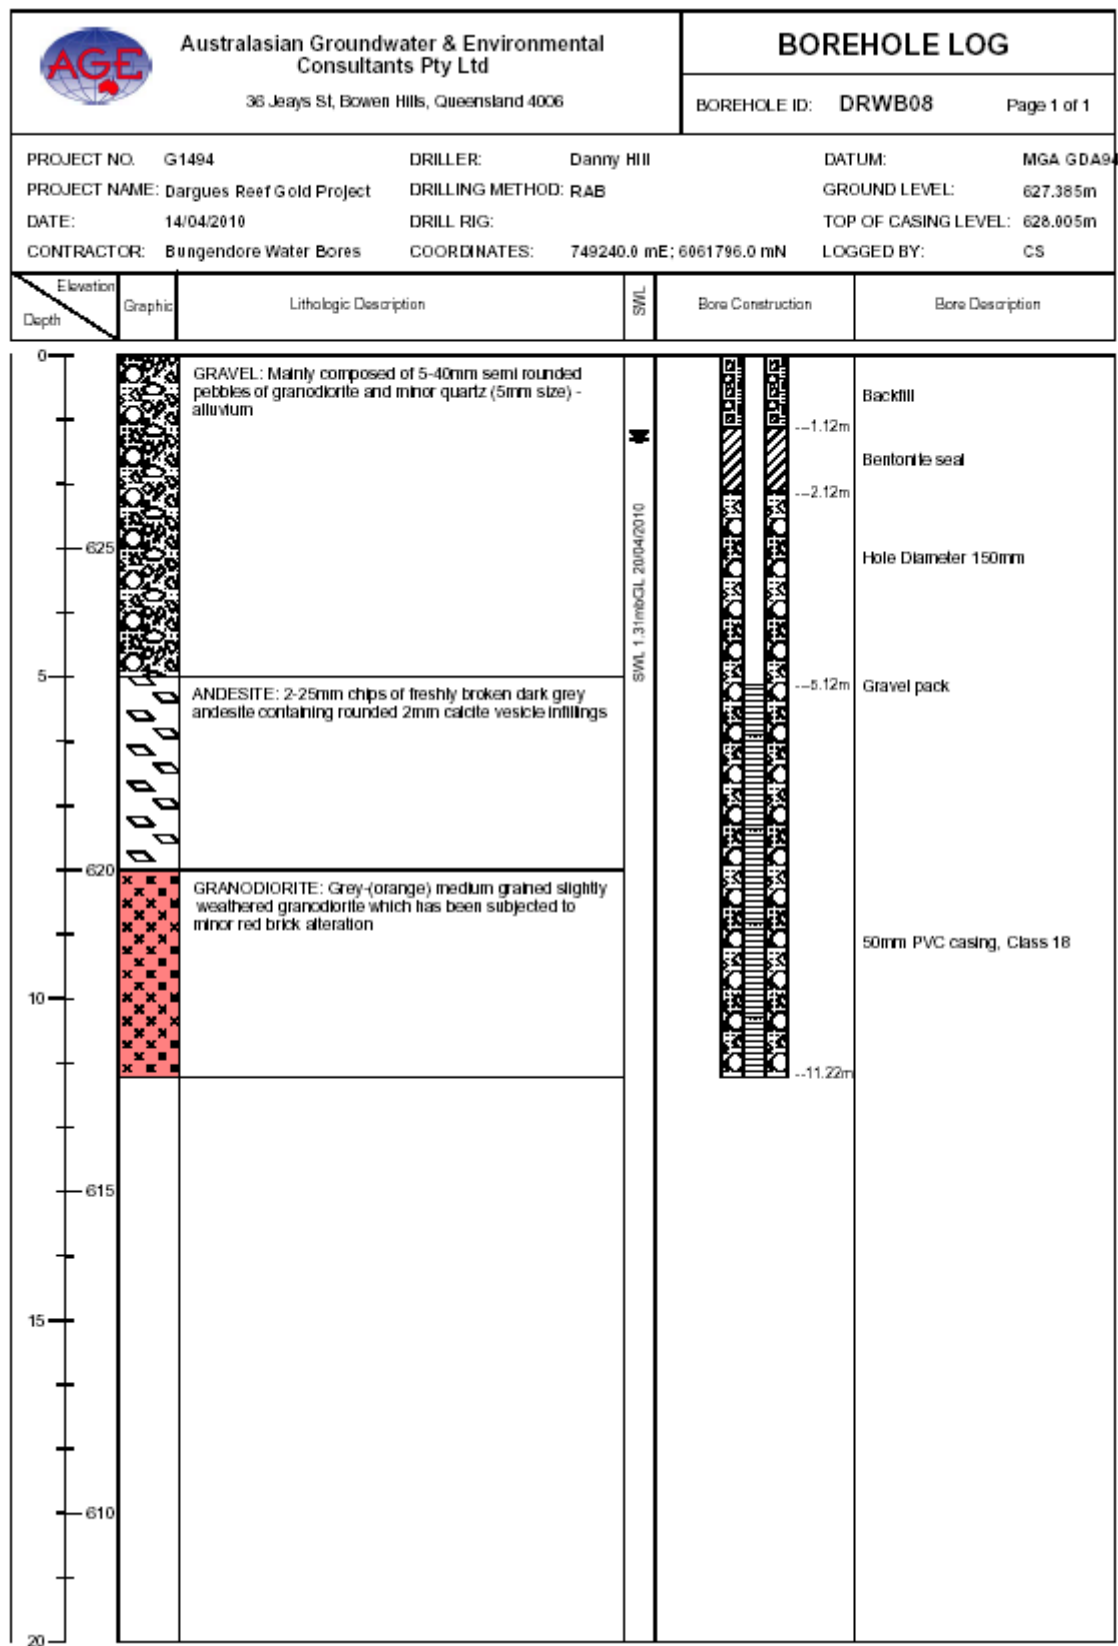 AGE
Australasian Groundwater & Environmental
Consultants Pty Ltd
36 Jeays St, Bowen Hills, Queensland 4006
BOREHOLE LOG
BOREHOLE ID: DRWB08 Page 1 of 1
PROJECT NO. G1494 DRILLER: Danny Hill DATUM: MGA GDA94
PROJECT NAME: Dargues Reef Gold Project DRILLING METHOD: RAB GROUND LEVEL: 627.385m
DATE: 14/04/2010 DRILL RIG: TOP OF CASING LEVEL: 628.005m
CONTRACTOR: Bungendore Water Bores COORDINATES: 749240.0 mE; 6061796.0 mN LOGGED BY: CS
Elevation
Depth
Graphic
Lithologic Description
SWL
Bore Construction
Bore Description
0
GRAVEL: Mainly composed of 5-40mm semi rounded
pebbles of granodiorite and minor quartz (5mm size) -
alluvium
Backfill
--1.12m
Bentonite seal
--2.12m
SWL 1.31mbGL 20/04/2010
625
Hole Diameter 150mm
5
ANDESITE: 2-25mm chips of freshly broken dark grey
andesite containing rounded 2mm calcite vesicle infillings
--5.12m
Gravel pack
620
GRANODIORITE: Grey-(orange) medium grained slightly
weathered granodiorite which has been subjected to
minor red brick alteration
50mm PVC casing, Class 18
10
--11.22m
615
15
610
20